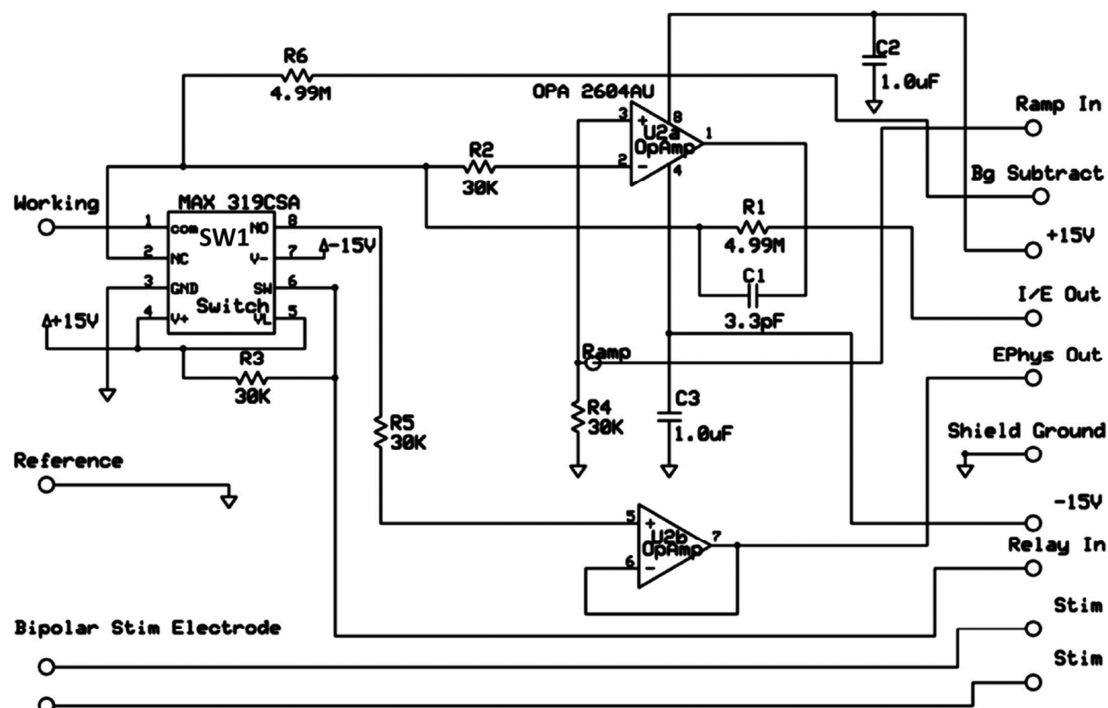 R6
4.99M
C2
1.0uF
OPA 2604AU
Ramp In
3
+
8
U2a
OpAmp
1
2
-
4
R2
30K
Bg Subtract
Working
MAX 319CSA
1
com
NO
8
SW1
R1
4.99M
+15V
2
NC
V-
7
-15V
3
GND
SW
6
C1
3.3pF
I/E Out
Switch
+15V
4
V+
VL
5
Ramp
EPhys Out
R3
30K
R4
30K
C3
1.0uF
R5
30K
Shield Ground
Reference
-15V
5
+
U2b
OpAmp
7
6
-
Relay In
Stim
Bipolar Stim Electrode
Stim